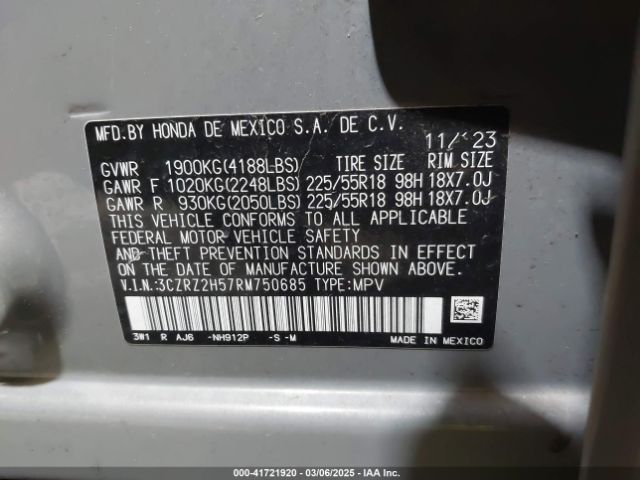 MFD.BY HONDA DE MEXICO S.A. DE C.V.
11/23
GVWR 1900KG(4188LBS) TIRE SIZE RIM SIZE
GAWR F 1020KG(2248LBS) 225/55R18 98H 18X7.0J
GAWR R 930KG(2050LBS) 225/55R18 98H 18X7.0J
THIS VEHICLE CONFORMS TO ALL APPLICABLE
FEDERAL MOTOR VEHICLE SAFETY
AND THEFT PREVENTION STANDARDS IN EFFECT
ON THE DATE OF MANUFACTURE SHOWN ABOVE.
V.I.N.:3CZRZ2H57RM750685 TYPE:MPV
3W1 R AJ6 -NH912P -S -M MADE IN MEXICO
000-41721920 - 03/06/2025 - IAA Inc.